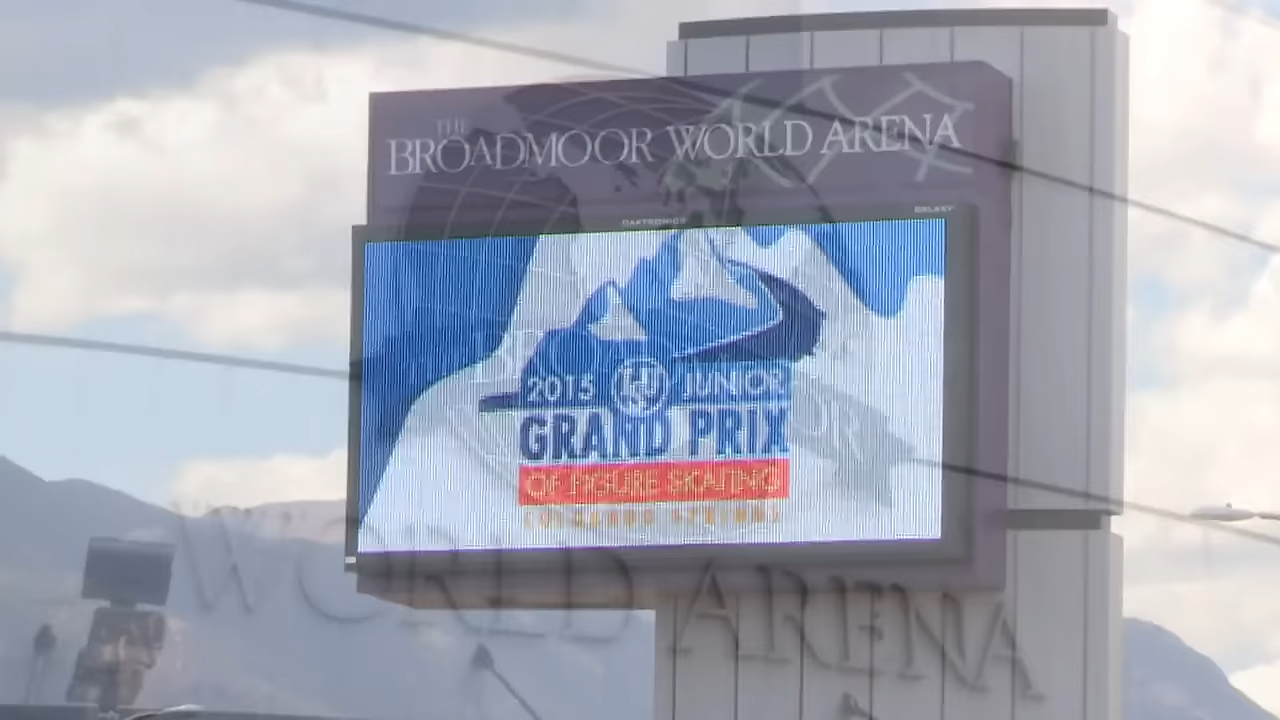 THE
BROADMOOR WORLD ARENA
DAKTRONICS
GALAXY
2015 JUNIOR
GRAND PRIX
OF FIGURE SKATING
COLORADO SPRINGS
WORLD ARENA